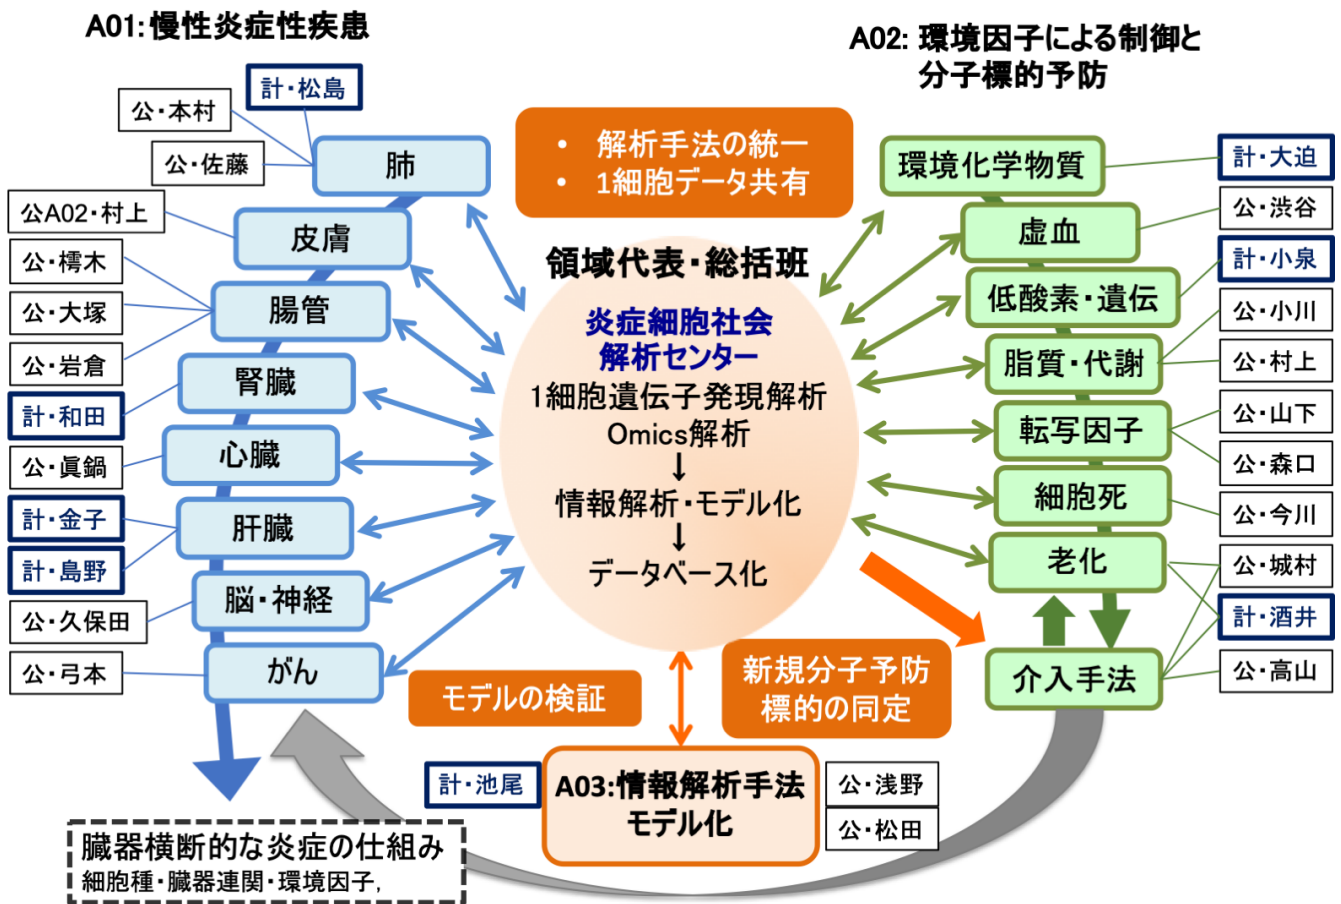 A01:慢性炎症性疾患
計・松島
公・本村
公・佐藤
公A02・村上
公・樗木
公・大塚
公・岩倉
計・和田
公・眞鍋
計・金子
計・島野
公・久保田
公・弓本
肺
皮膚
腸管
腎臓
心臓
肝臓
脳・神経
がん
臓器横断的な炎症の仕組み
細胞種・臓器連関・環境因子,
• 解析手法の統一
• 1細胞データ共有
領域代表・総括班
炎症細胞社会
解析センター
1細胞遺伝子発現解析
Omics解析
↓
情報解析・モデル化
↓
データベース化
モデルの検証
新規分子予防
標的の同定
計・池尾
A03:情報解析手法
モデル化
公・浅野
公・松田
A02: 環境因子による制御と
分子標的予防
環境化学物質
虚血
低酸素・遺伝
脂質・代謝
転写因子
細胞死
老化
介入手法
計・大迫
公・渋谷
計・小泉
公・小川
公・村上
公・山下
公・森口
公・今川
公・城村
計・酒井
公・高山